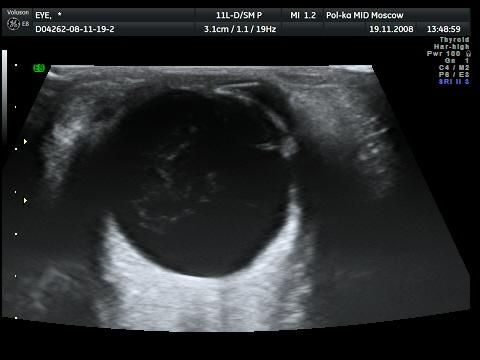 Voluson
E8
EYE, *
11L-D/SM P
MI 1.2
Pol-ka MID Moscow
D04262-08-11-19-2
3.1cm / 1.1 / 19Hz
19.11.2008
13:48:59
Thyroid
Har-high
Pwr 100
Gn 1
C4 / M2
P6 / E3
SRI II 3